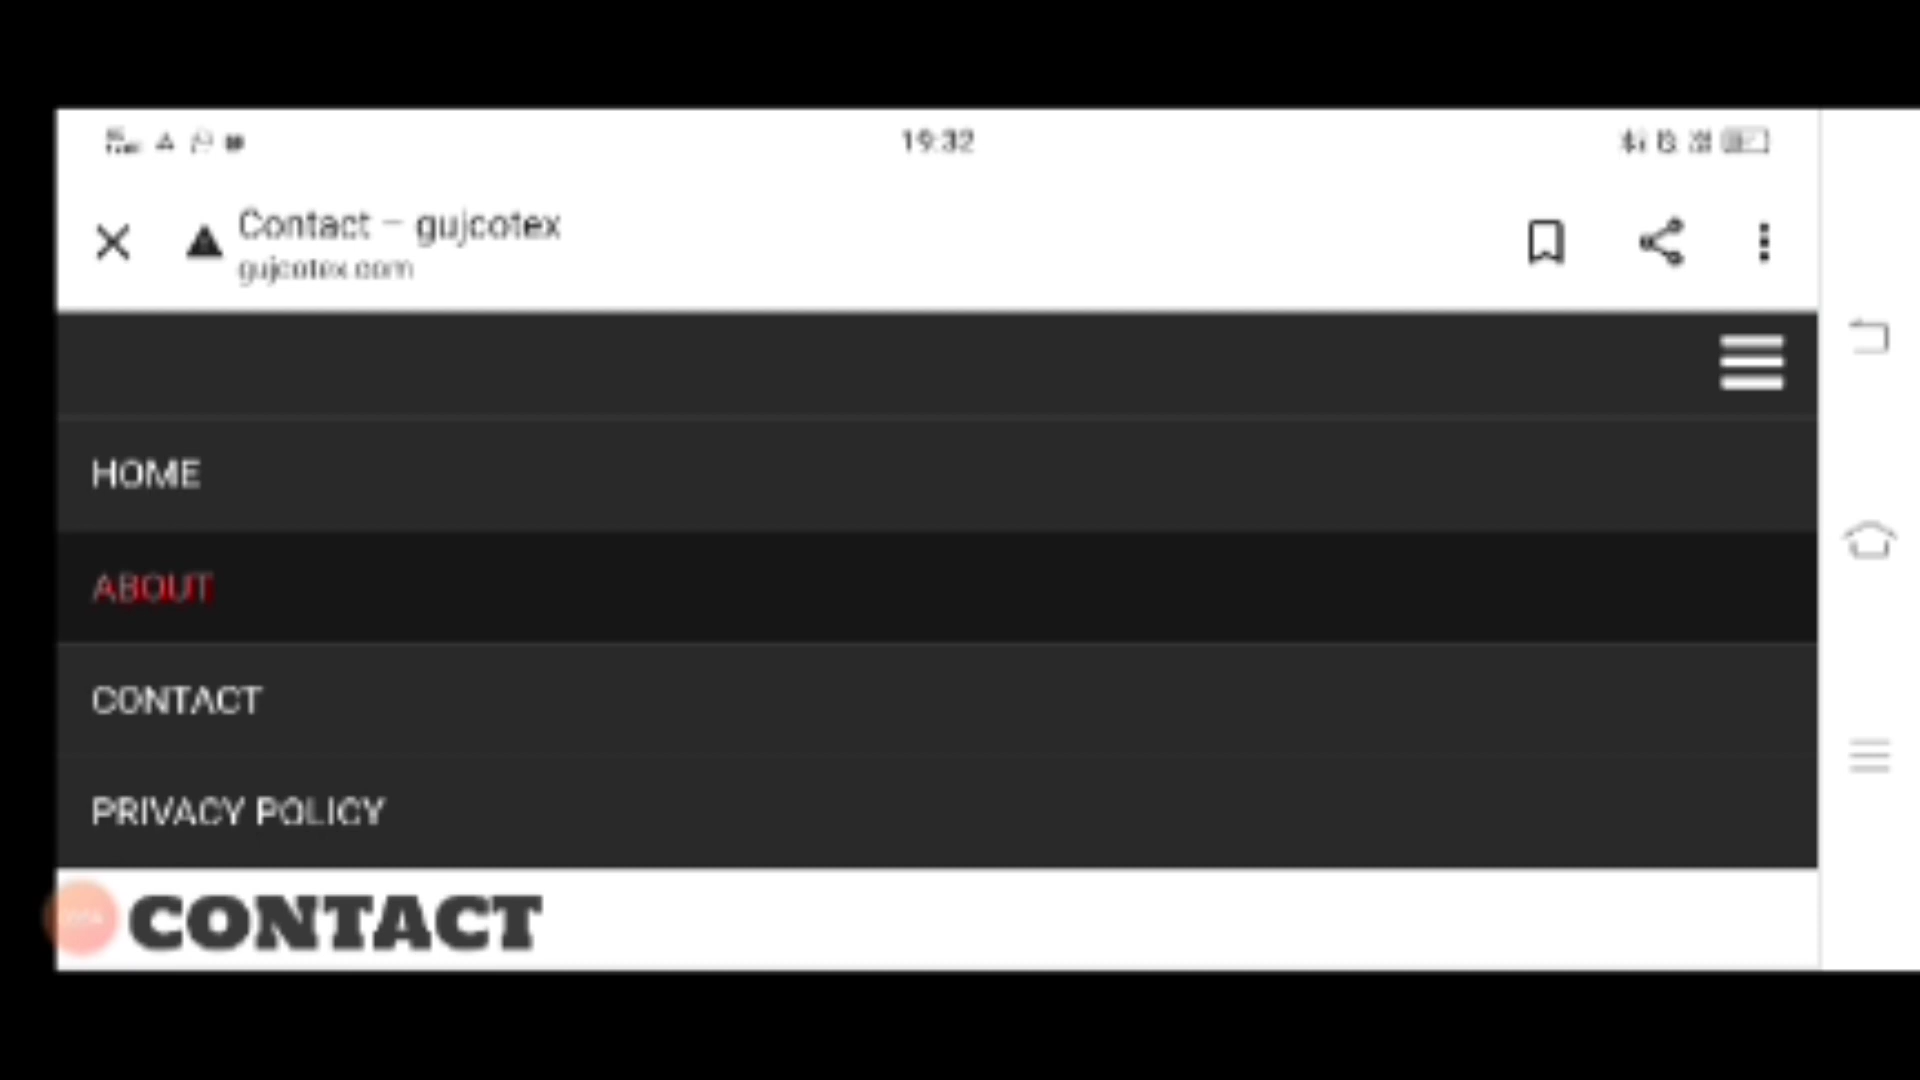 19:32
Contact – gujcotex
gujcotex.com
HOME
ABOUT
CONTACT
PRIVACY POLICY
CONTACT